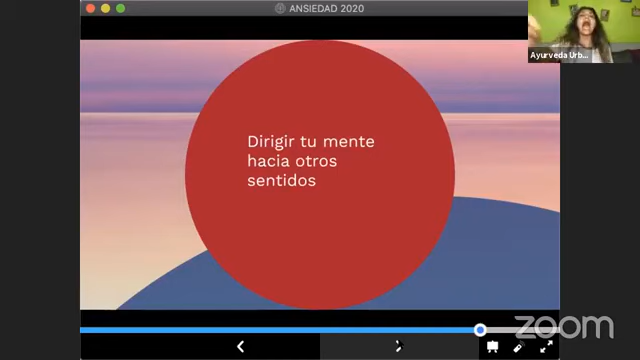 ANSIEDAD 2020
Ayurveda Urb...
Dirigir tu mente
hacia otros
sentidos
zoom